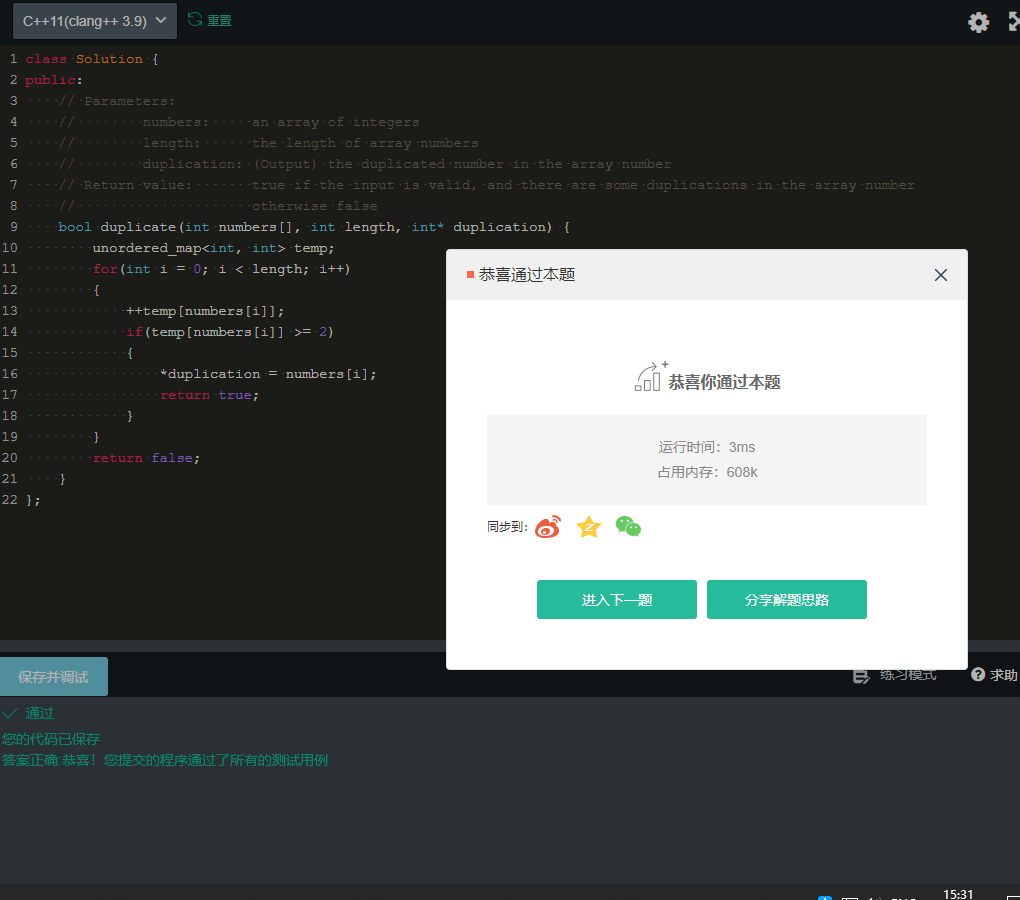 C++11(clang++ 3.9) 重置
1 class Solution {
2 public:
3 // Parameters:
4 // numbers: an array of integers
5 // length: the length of array numbers
6 // duplication: (Output) the duplicated number in the array number
7 // Return value: true if the input is valid, and there are some duplications in the array number
8 // otherwise false
9 bool duplicate(int numbers[], int length, int* duplication) {
10 unordered_map<int, int> temp;
11 for(int i = 0; i < length; i++)
12 {
13 ++temp[numbers[i]];
14 if(temp[numbers[i]] >= 2)
15 {
16 *duplication = numbers[i];
17 return true;
18 }
19 }
20 return false;
21 }
22 };
恭喜通过本题
恭喜你通过本题
运行时间：3ms
占用内存：608k
同步到:
进入下一题 分享解题思路
保存并调试 练习模式 求助
通过
您的代码已保存
答案正确:恭喜！您提交的程序通过了所有的测试用例
15:31